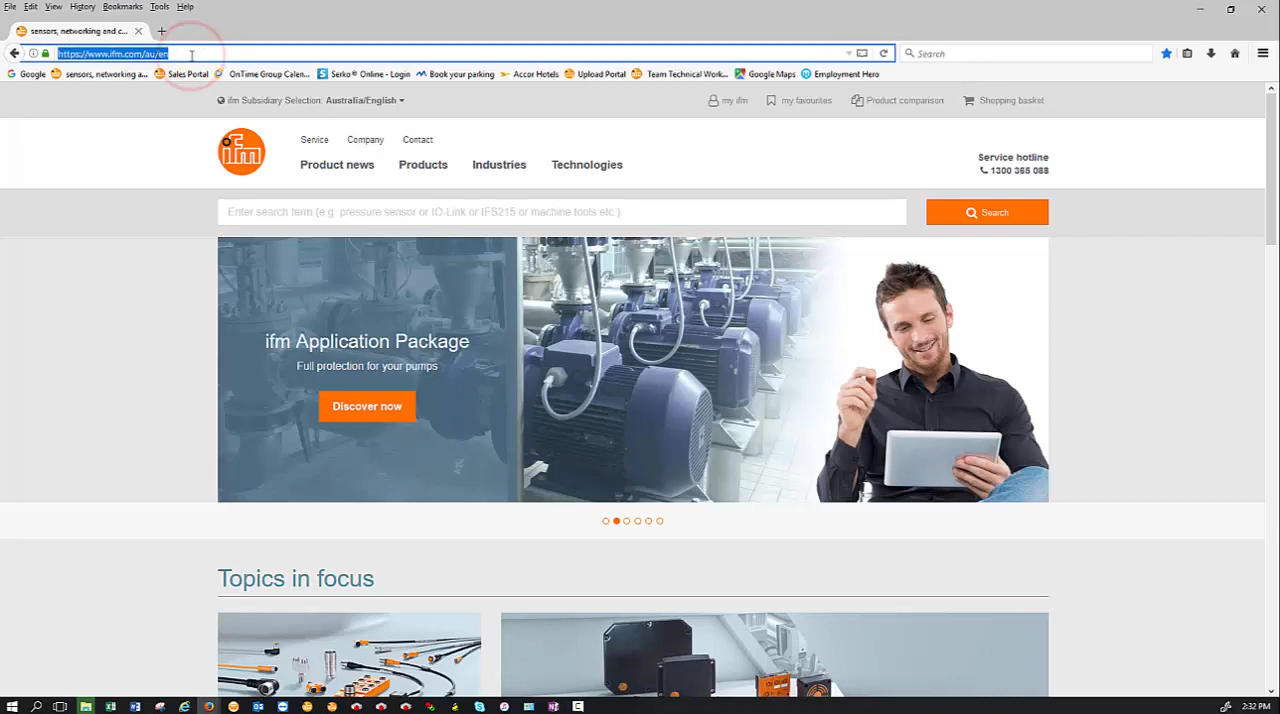 File Edit View History Bookmarks Tools Help
sensors, networking and c...
https://www.ifm.com/au/en
Search
Google sensors, networking a... Sales Portal OnTime Group Calen... Serko® Online - Login Book your parking Accor Hotels Upload Portal Team Technical Work... Google Maps Employment Hero
ifm Subsidiary Selection: Australia/English
my ifm my favourites Product comparison Shopping basket
ifm
Service Company Contact
Product news Products Industries Technologies
Service hotline
1300 365 088
Enter search term (e.g. pressure sensor or IO-Link or IFS215 or machine tools etc.)
Search
ifm Application Package
Full protection for your pumps
Discover now
Topics in focus
2:32 PM